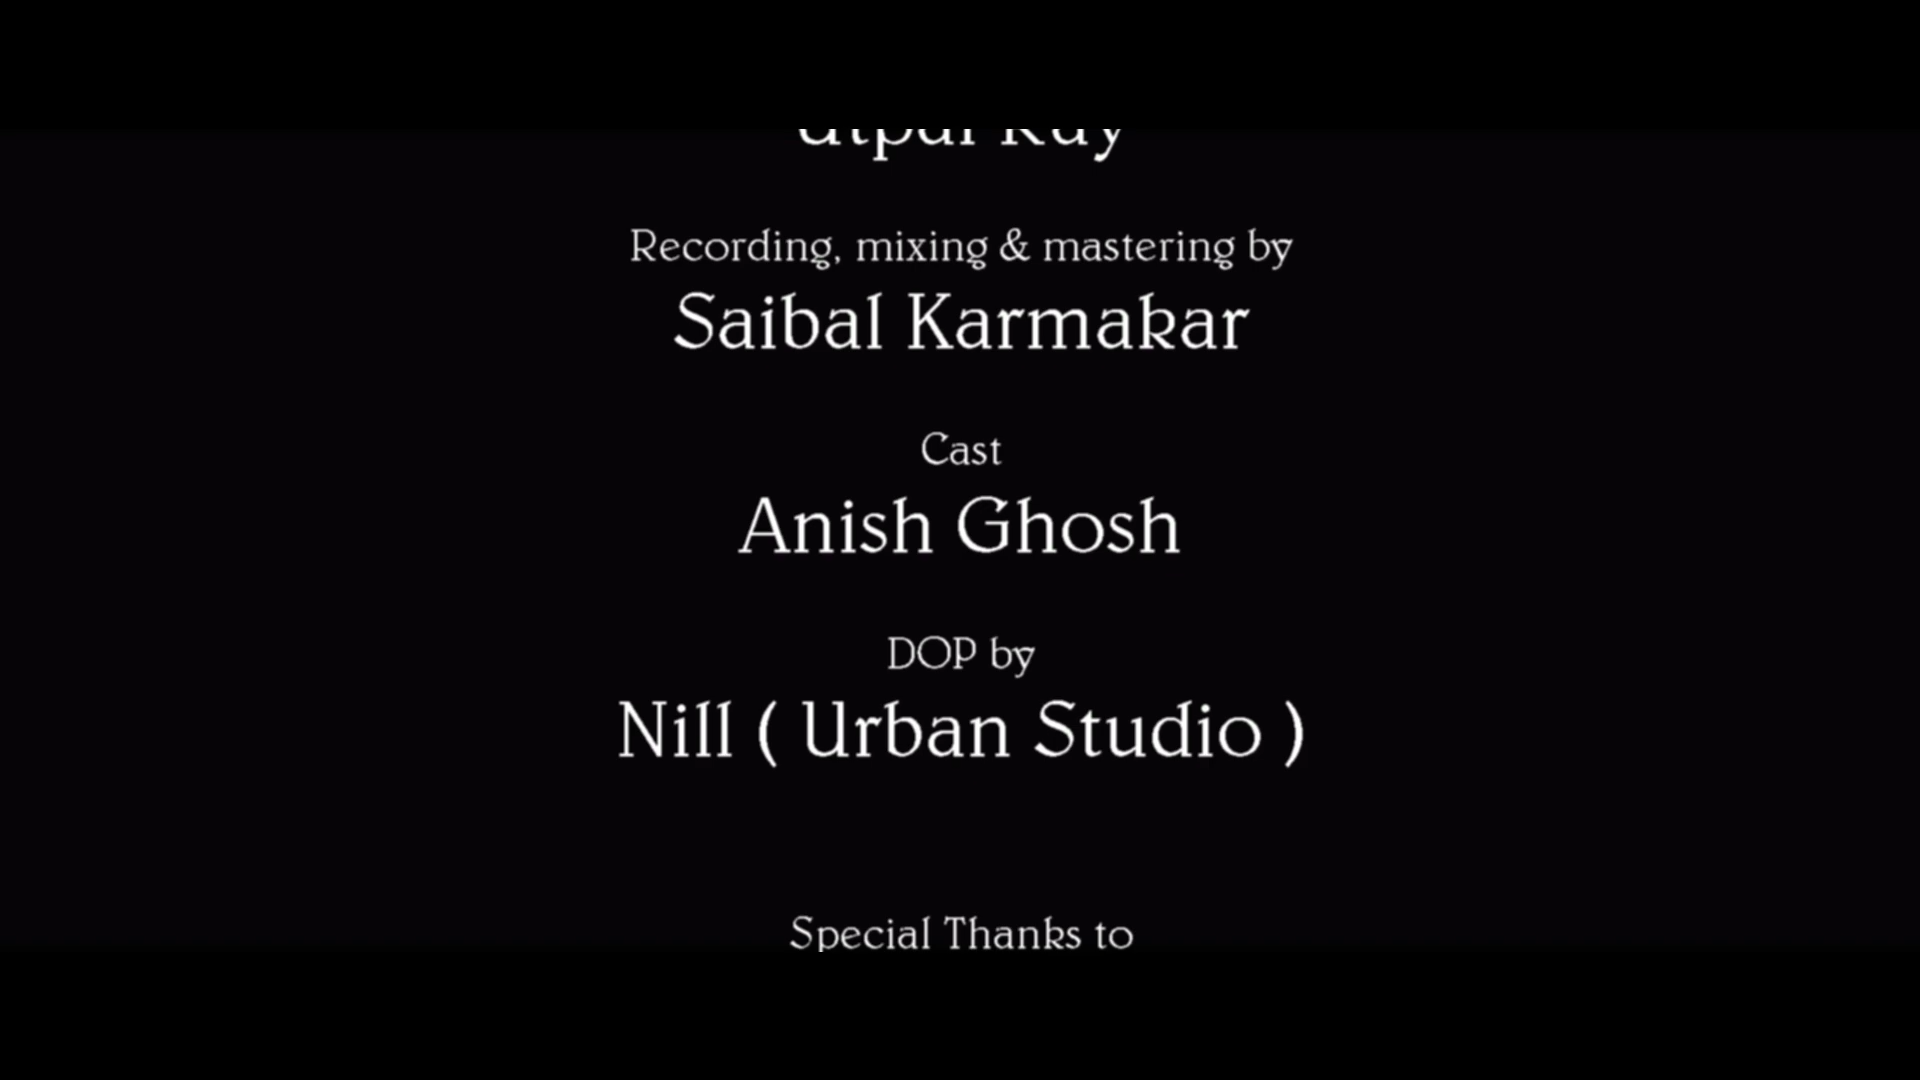 Recording, mixing & mastering by
Saibal Karmakar
Cast
Anish Ghosh
DOP by
Nill ( Urban Studio )
Special Thanks to